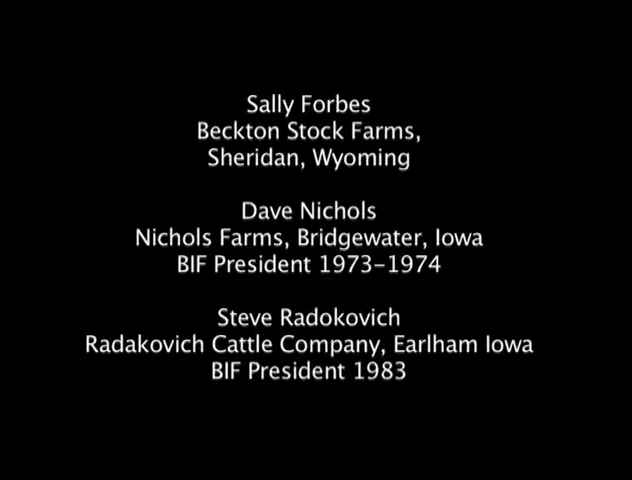 Sally Forbes
Beckton Stock Farms,
Sheridan, Wyoming
Dave Nichols
Nichols Farms, Bridgewater, Iowa
BIF President 1973-1974
Steve Radokovich
Radakovich Cattle Company, Earlham Iowa
BIF President 1983